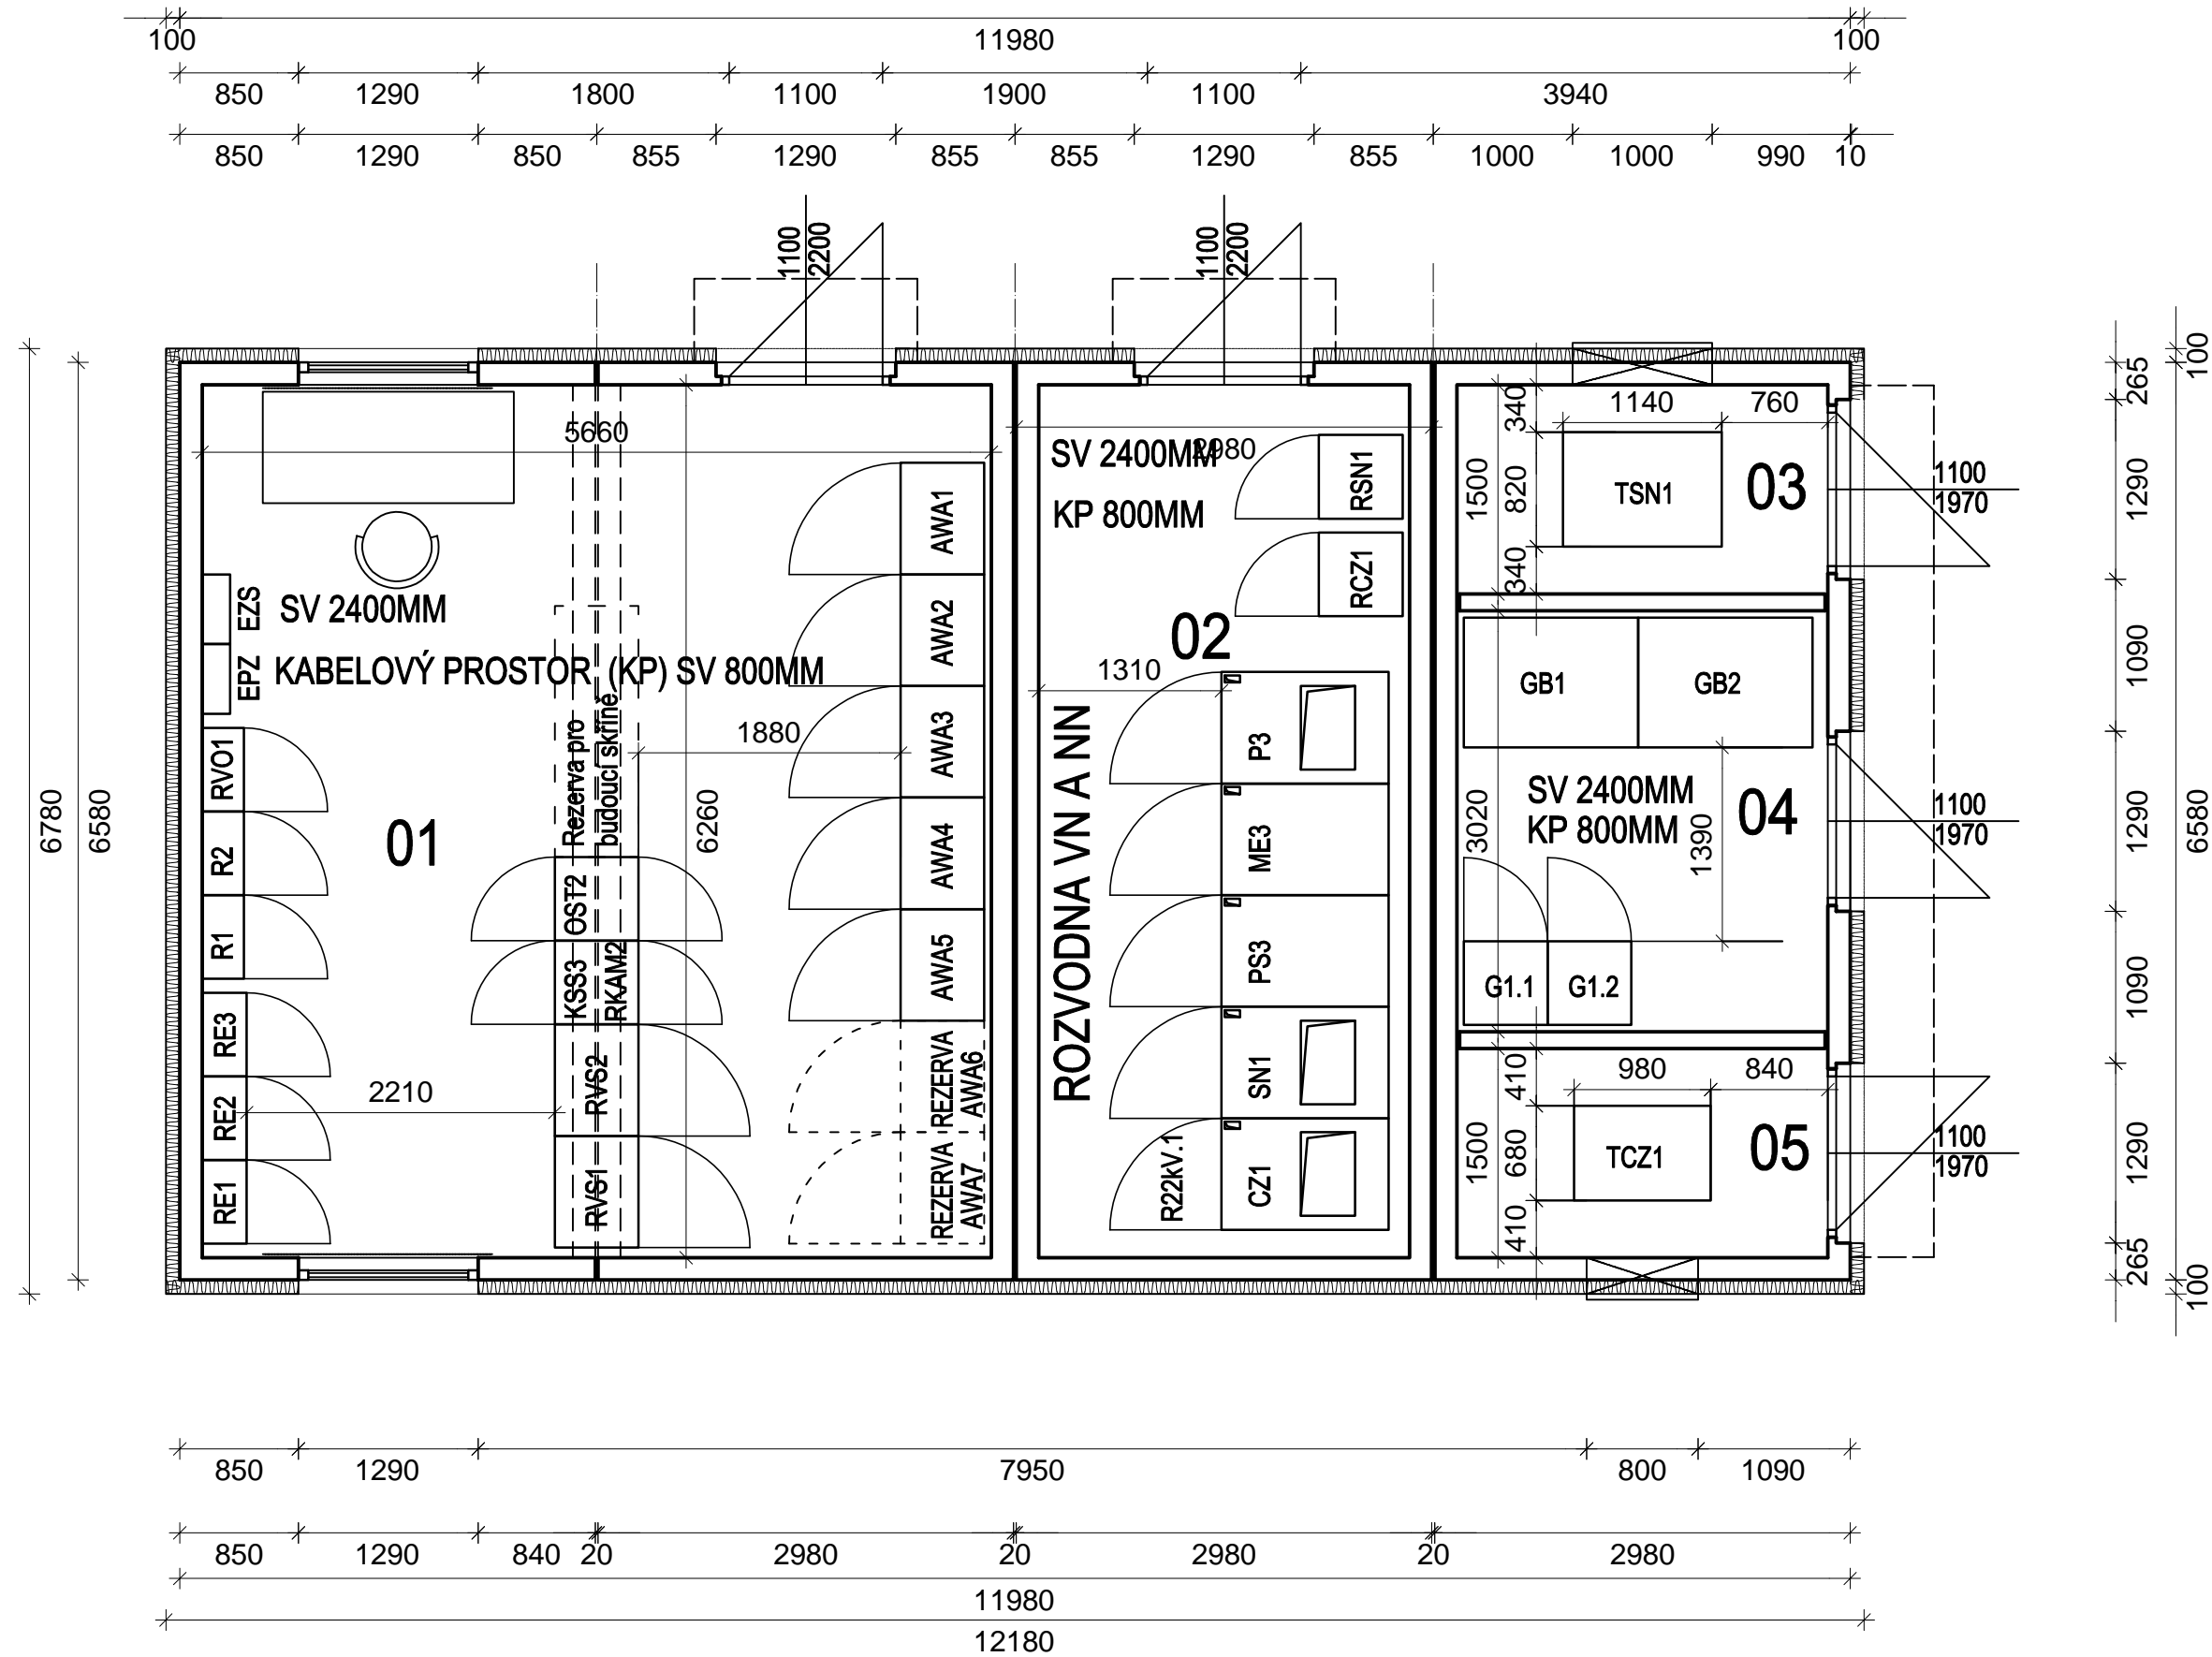 100 11980 100
850 1290 1800 1100 1900 1100 3940
850 1290 850 855 1290 855 855 1290 855 1000 1000 990 10
1100
2200
1100
2200
6780
6580
5660
SV 2400MM
2980
KP 800MM
EZS
SV 2400MM
EPZ
KABELOVÝ PROSTOR (KP) SV 800MM
Rezerva pro
budoucí skříně
RVO1
R2
R1
RE3
RE2
RE1
01
2210
1880
6260
OST2
KSS3
RKAM2
RVS2
RVS1
AWA1
AWA2
AWA3
AWA4
AWA5
REZERVA
AWA6
REZERVA
AWA7
RSN1
RCZ1
02
1310
ROZVODNA VN A NN
P3
ME3
PS3
SN1
CZ1
R22kV.1
340
1140 760
1500
820
340
TSN1
03
1100
1970
GB1 GB2
SV 2400MM
KP 800MM
04
3020
1390
1100
1970
G1.1 G1.2
410
980 840
1500
680
410
TCZ1
05
1100
1970
265
1290
1090
1290
1090
1290
265
100
6580
100
850 1290 7950 800 1090
850 1290 840 20 2980 20 2980 20 2980
11980
12180